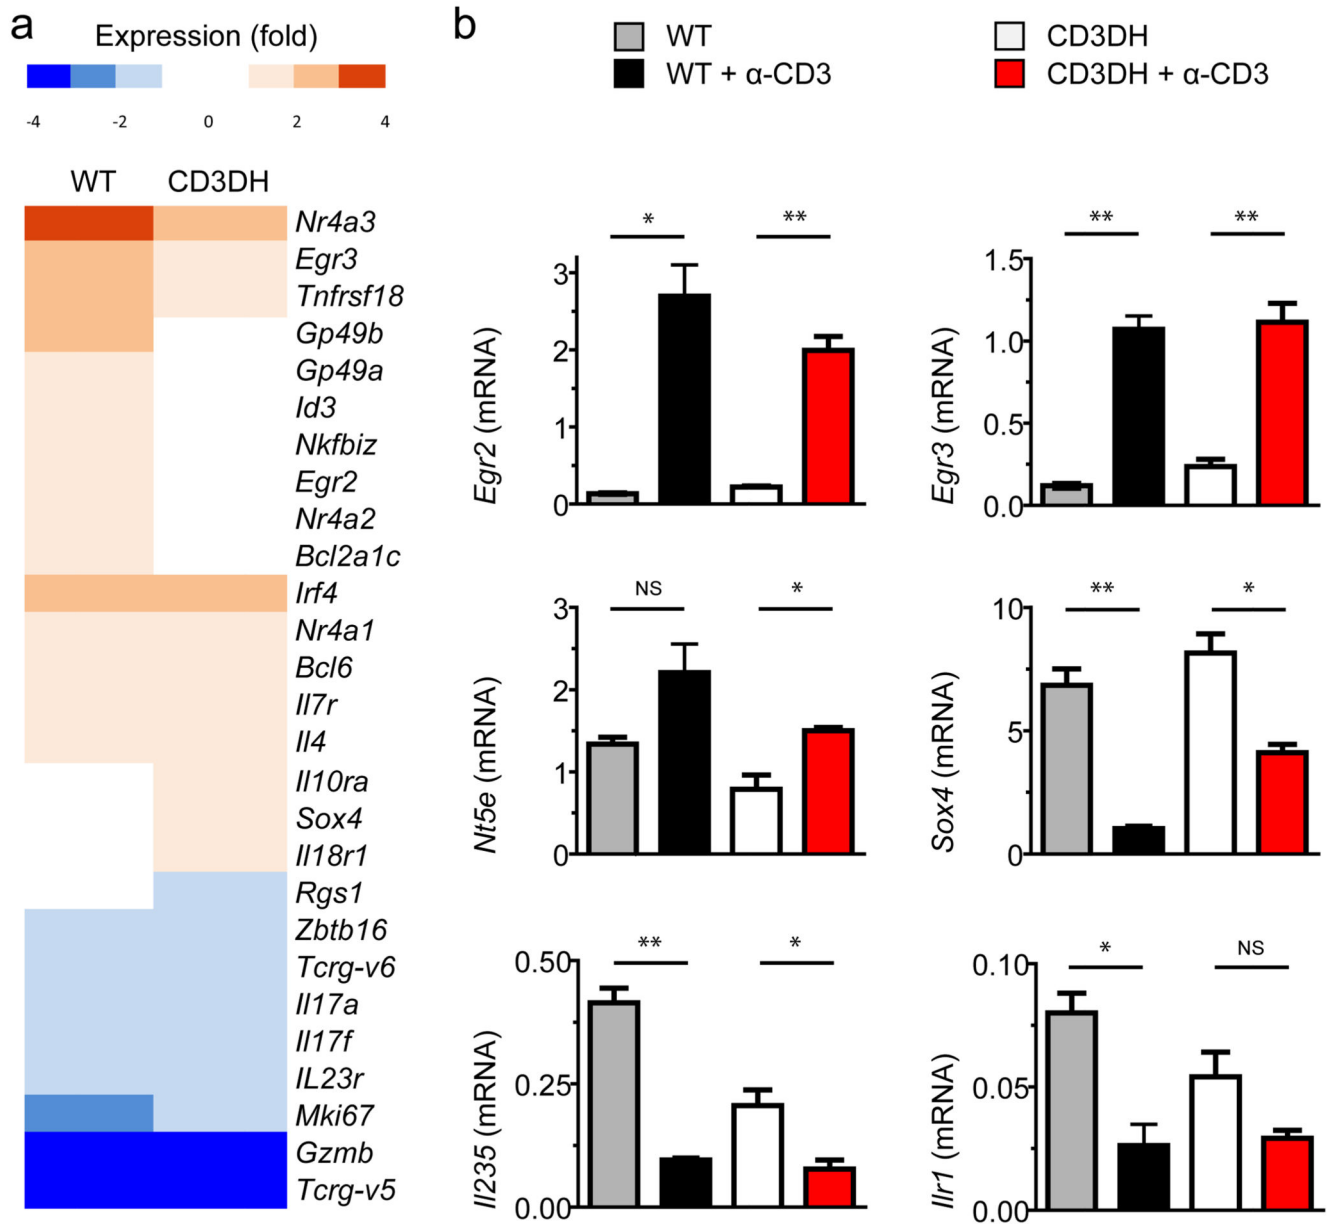 a
Expression (fold)
-4 -2 0 2 4
WT CD3DH
Nr4a3
Egr3
Tnfrsf18
Gp49b
Gp49a
Id3
Nkfbiz
Egr2
Nr4a2
Bcl2a1c
Irf4
Nr4a1
Bcl6
Il7r
Il4
Il10ra
Sox4
Il18r1
Rgs1
Zbtb16
Tcrg-v6
Il17a
Il17f
IL23r
Mki67
Gzmb
Tcrg-v5
b
WT
WT + α-CD3
CD3DH
CD3DH + α-CD3
* **
Egr2 (mRNA)
3
2
1
0
** **
Egr3 (mRNA)
1.5
1.0
0.5
0.0
NS *
Nt5e (mRNA)
3
2
1
0
** *
Sox4 (mRNA)
10
5
0
** *
Il235 (mRNA)
0.50
0.25
0.00
* NS
Ilr1 (mRNA)
0.10
0.05
0.00